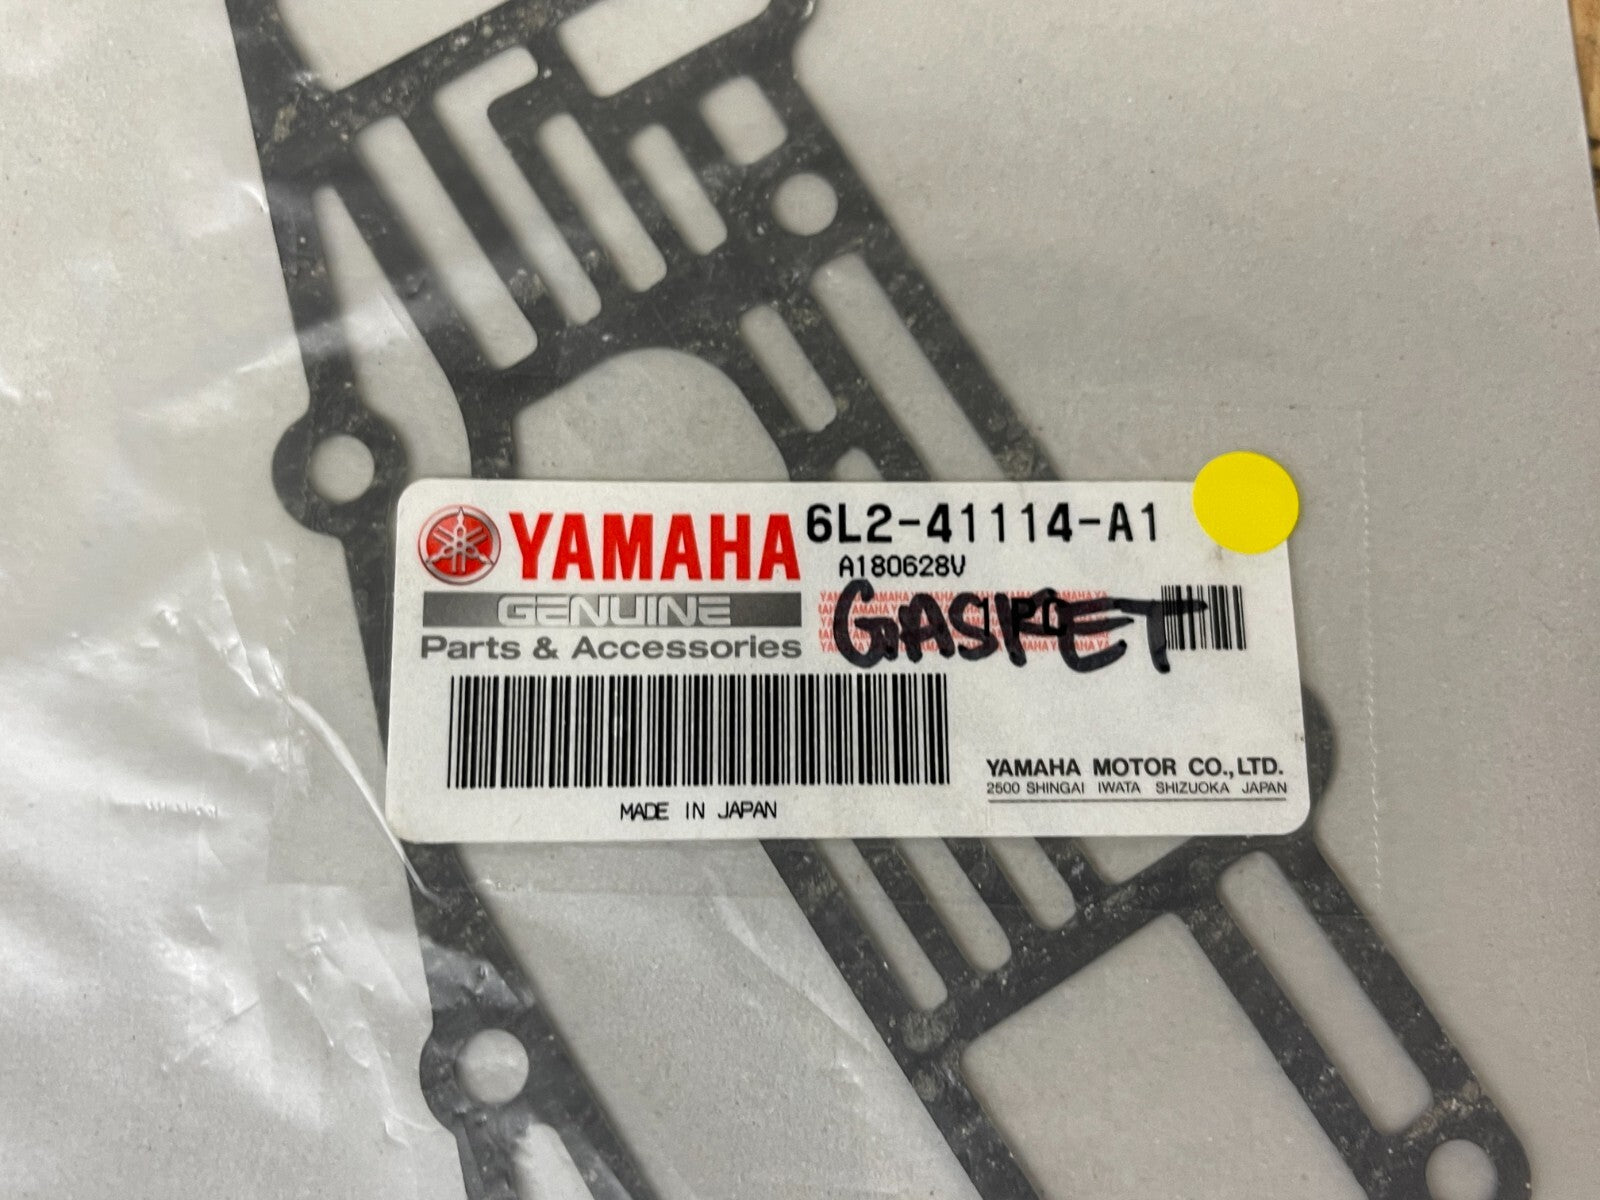 YAMAHA 6L2-41114-A1
A180628V
GENUINE
Parts & Accessories
GASKET
MADE IN JAPAN
YAMAHA MOTOR CO., LTD.
2500 SHINGAI IWATA SHIZUOKA JAPAN